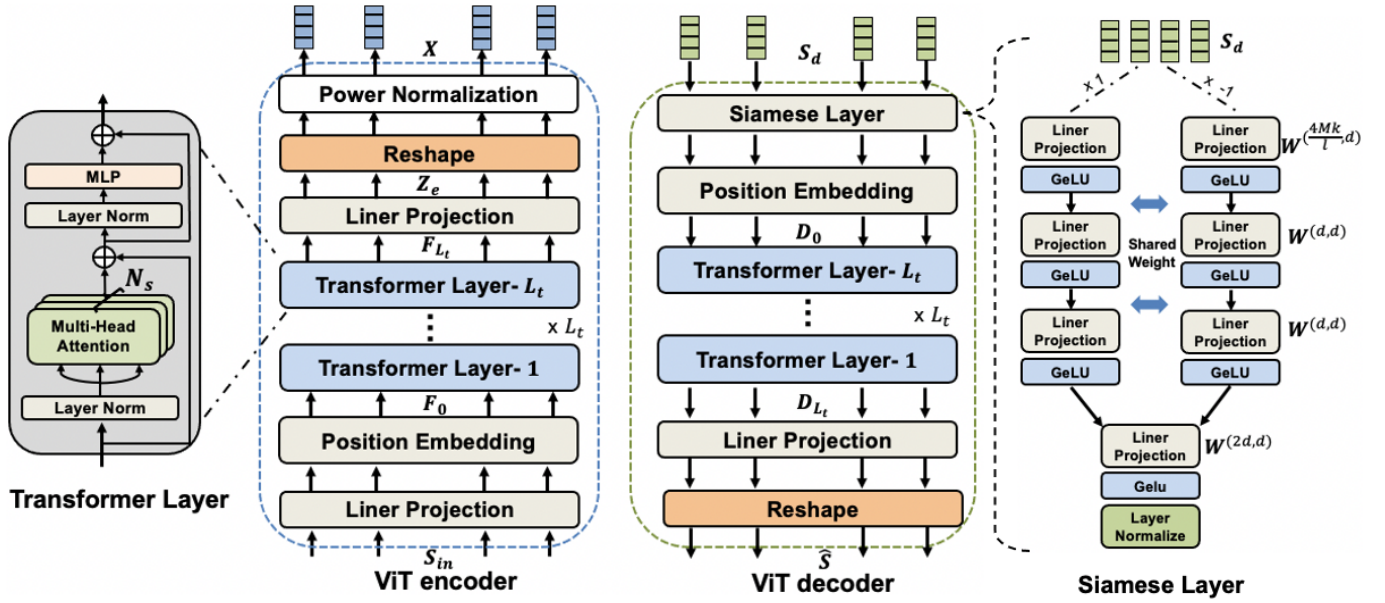 MLP
Layer Norm
N_s
Multi-Head
Attention
Layer Norm
Transformer Layer
X
Power Normalization
Reshape
Z_e
Liner Projection
F_{L_t}
Transformer Layer- L_t
x L_t
Transformer Layer- 1
F_0
Position Embedding
Liner Projection
S_in
ViT encoder
S_d
Siamese Layer
Position Embedding
D_0
Transformer Layer- L_t
x L_t
Transformer Layer- 1
D_{L_t}
Liner Projection
Reshape
Ŝ
ViT decoder
S_d
x 1
x -1
Liner
Projection
Liner
Projection
W^(4Mk/l,d)
GeLU
GeLU
Liner
Projection
Shared
Weight
Liner
Projection
W^(d,d)
GeLU
GeLU
Liner
Projection
Liner
Projection
W^(d,d)
GeLU
GeLU
Liner
Projection
W^(2d,d)
Gelu
Layer
Normalize
Siamese Layer